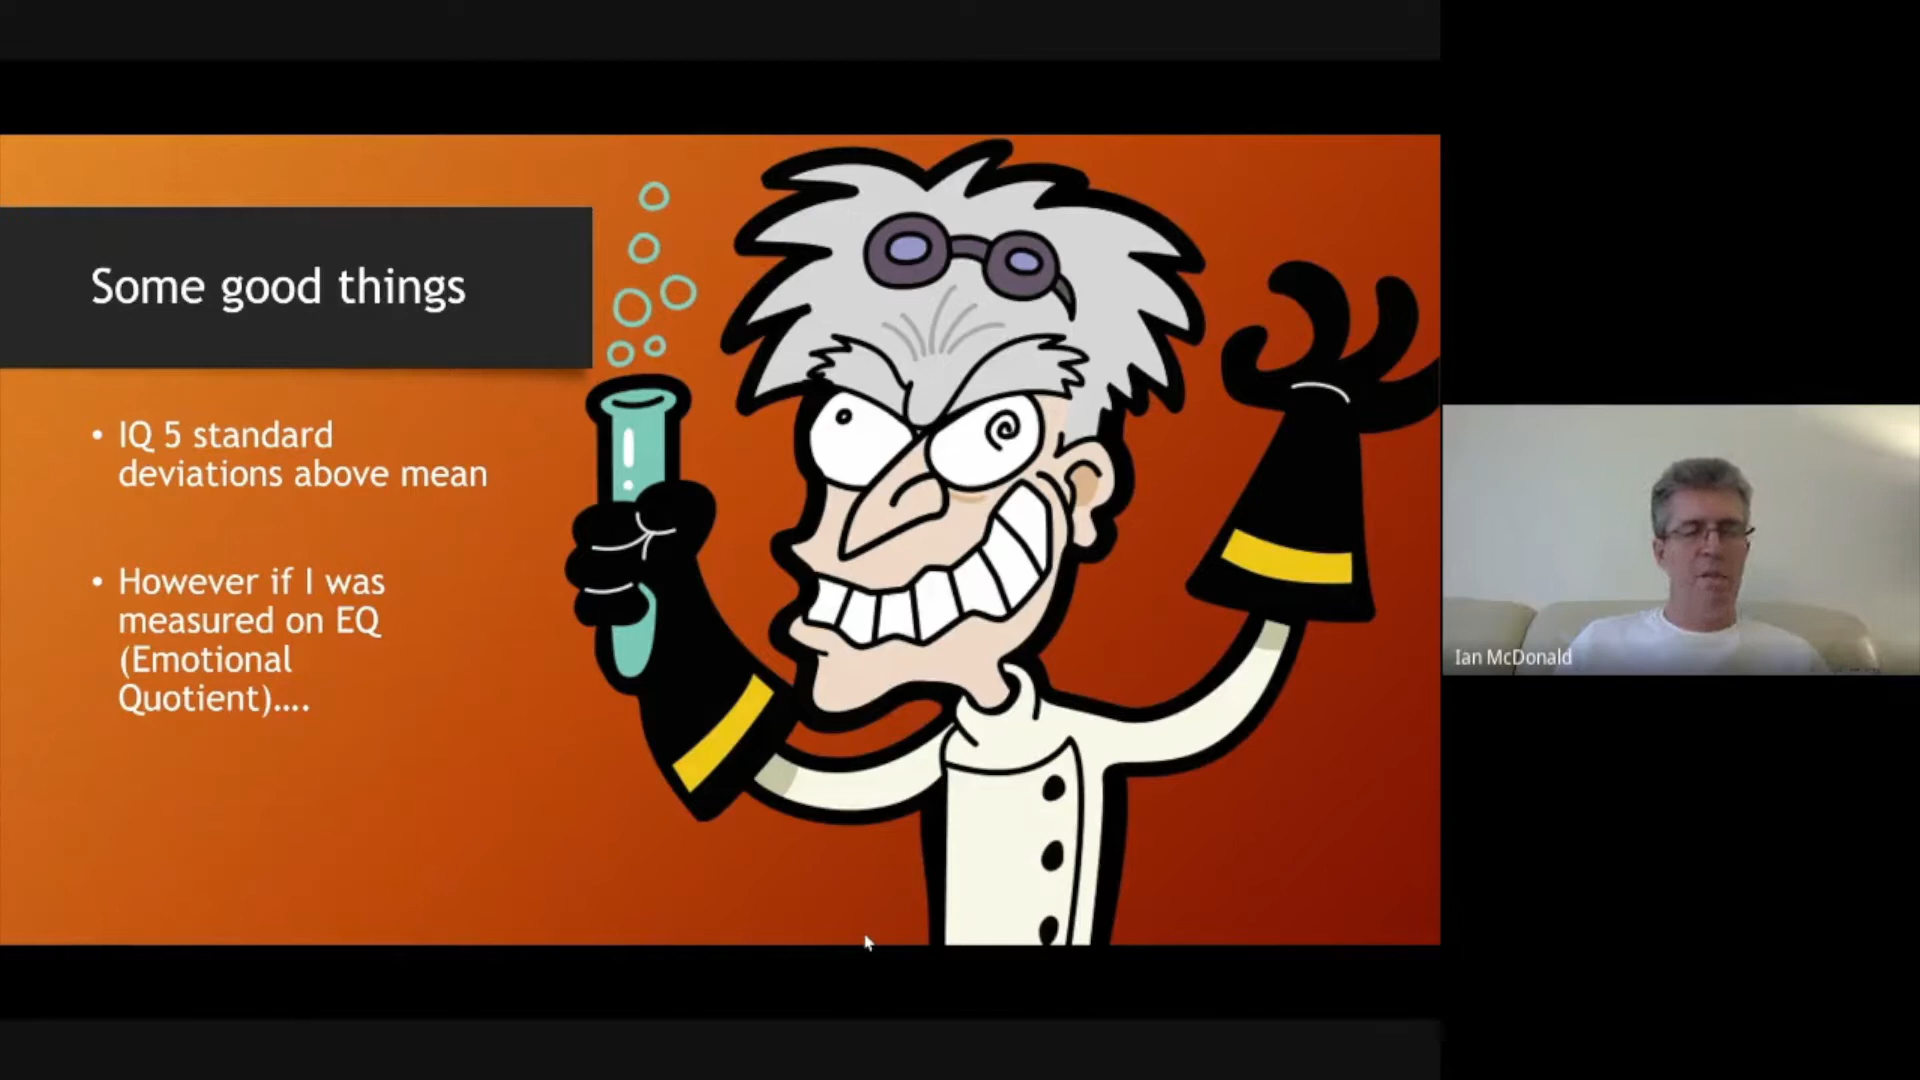 Some good things
• IQ 5 standard
deviations above mean
• However if I was
measured on EQ
(Emotional
Quotient)....
Ian McDonald